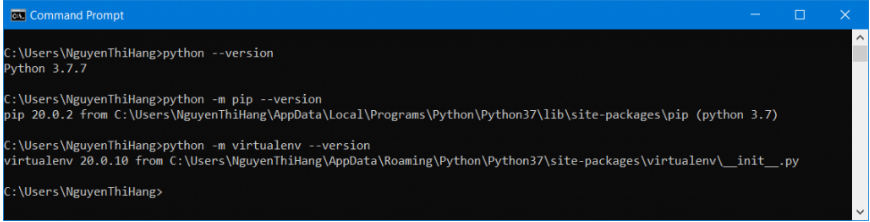 Command Prompt
C:\Users\NguyenThiHang>python --version
Python 3.7.7
C:\Users\NguyenThiHang>python -m pip --version
pip 20.0.2 from C:\Users\NguyenThiHang\AppData\Local\Programs\Python\Python37\lib\site-packages\pip (python 3.7)
C:\Users\NguyenThiHang>python -m virtualenv --version
virtualenv 20.0.10 from C:\Users\NguyenThiHang\AppData\Roaming\Python\Python37\site-packages\virtualenv\__init__.py
C:\Users\NguyenThiHang>